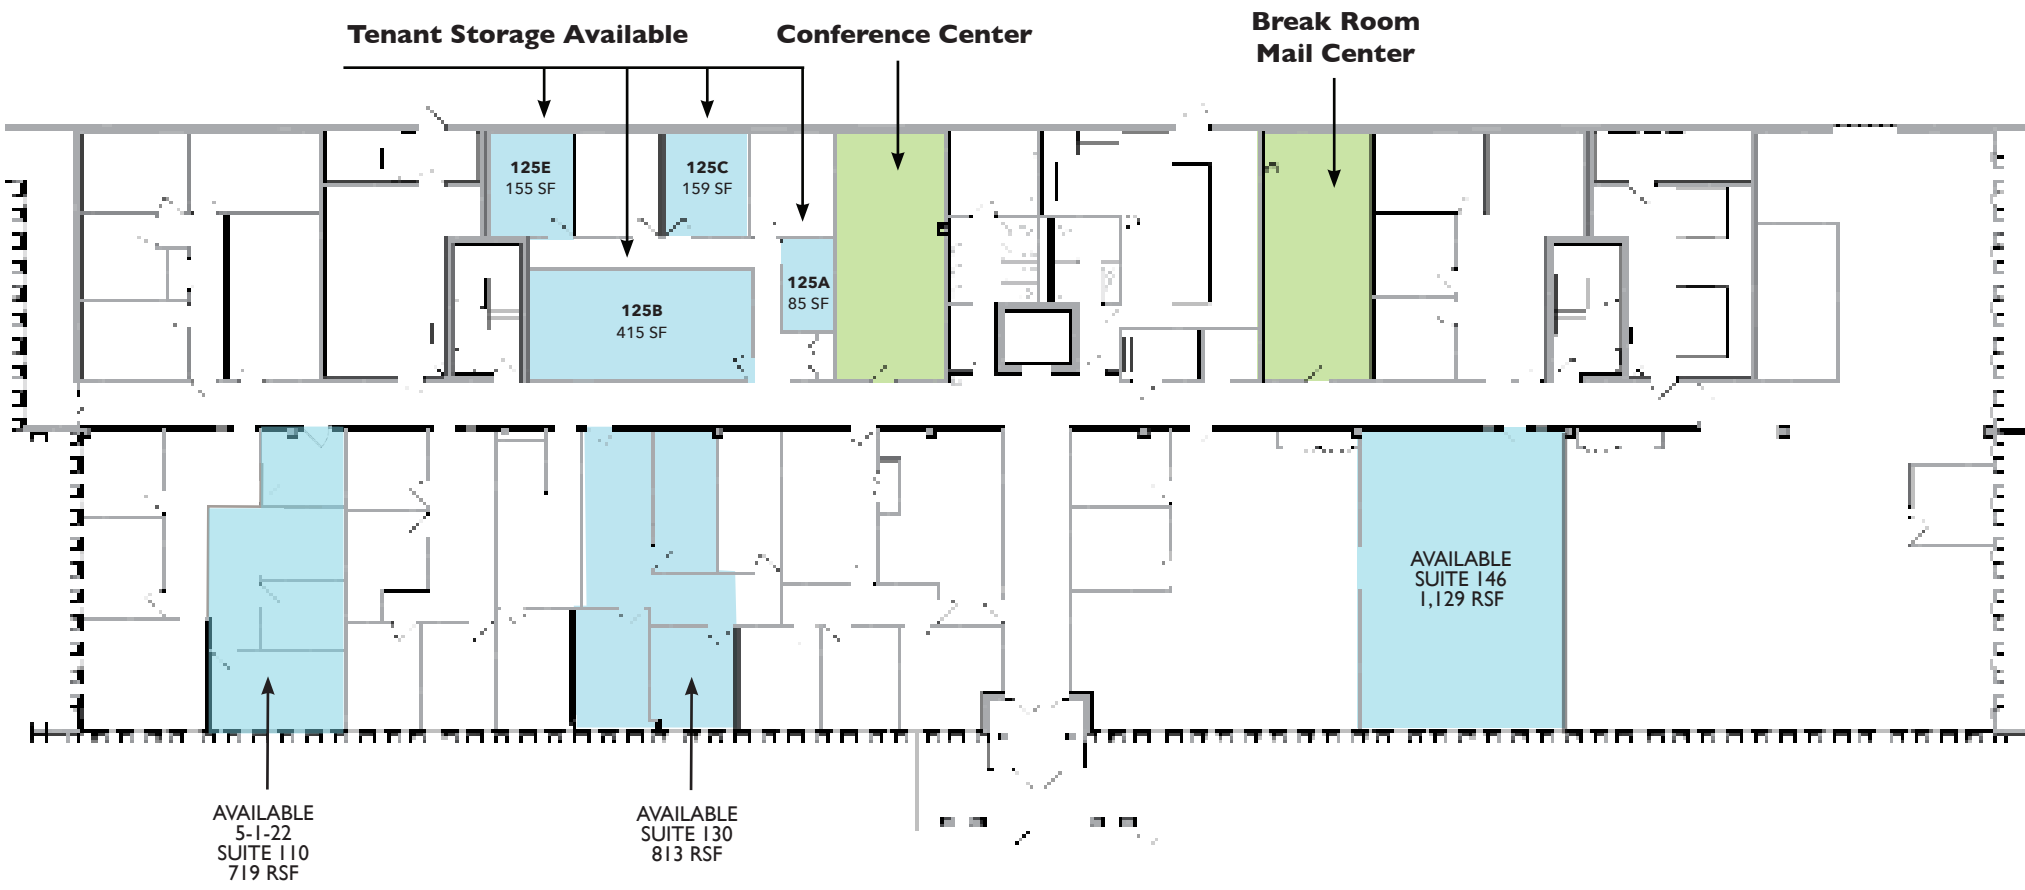 Tenant Storage Available
Conference Center
Break Room
Mail Center
125E
155 SF
125C
159 SF
125A
85 SF
125B
415 SF
AVAILABLE
SUITE 146
1,129 RSF
AVAILABLE
5-1-22
SUITE 110
719 RSF
AVAILABLE
SUITE 130
813 RSF